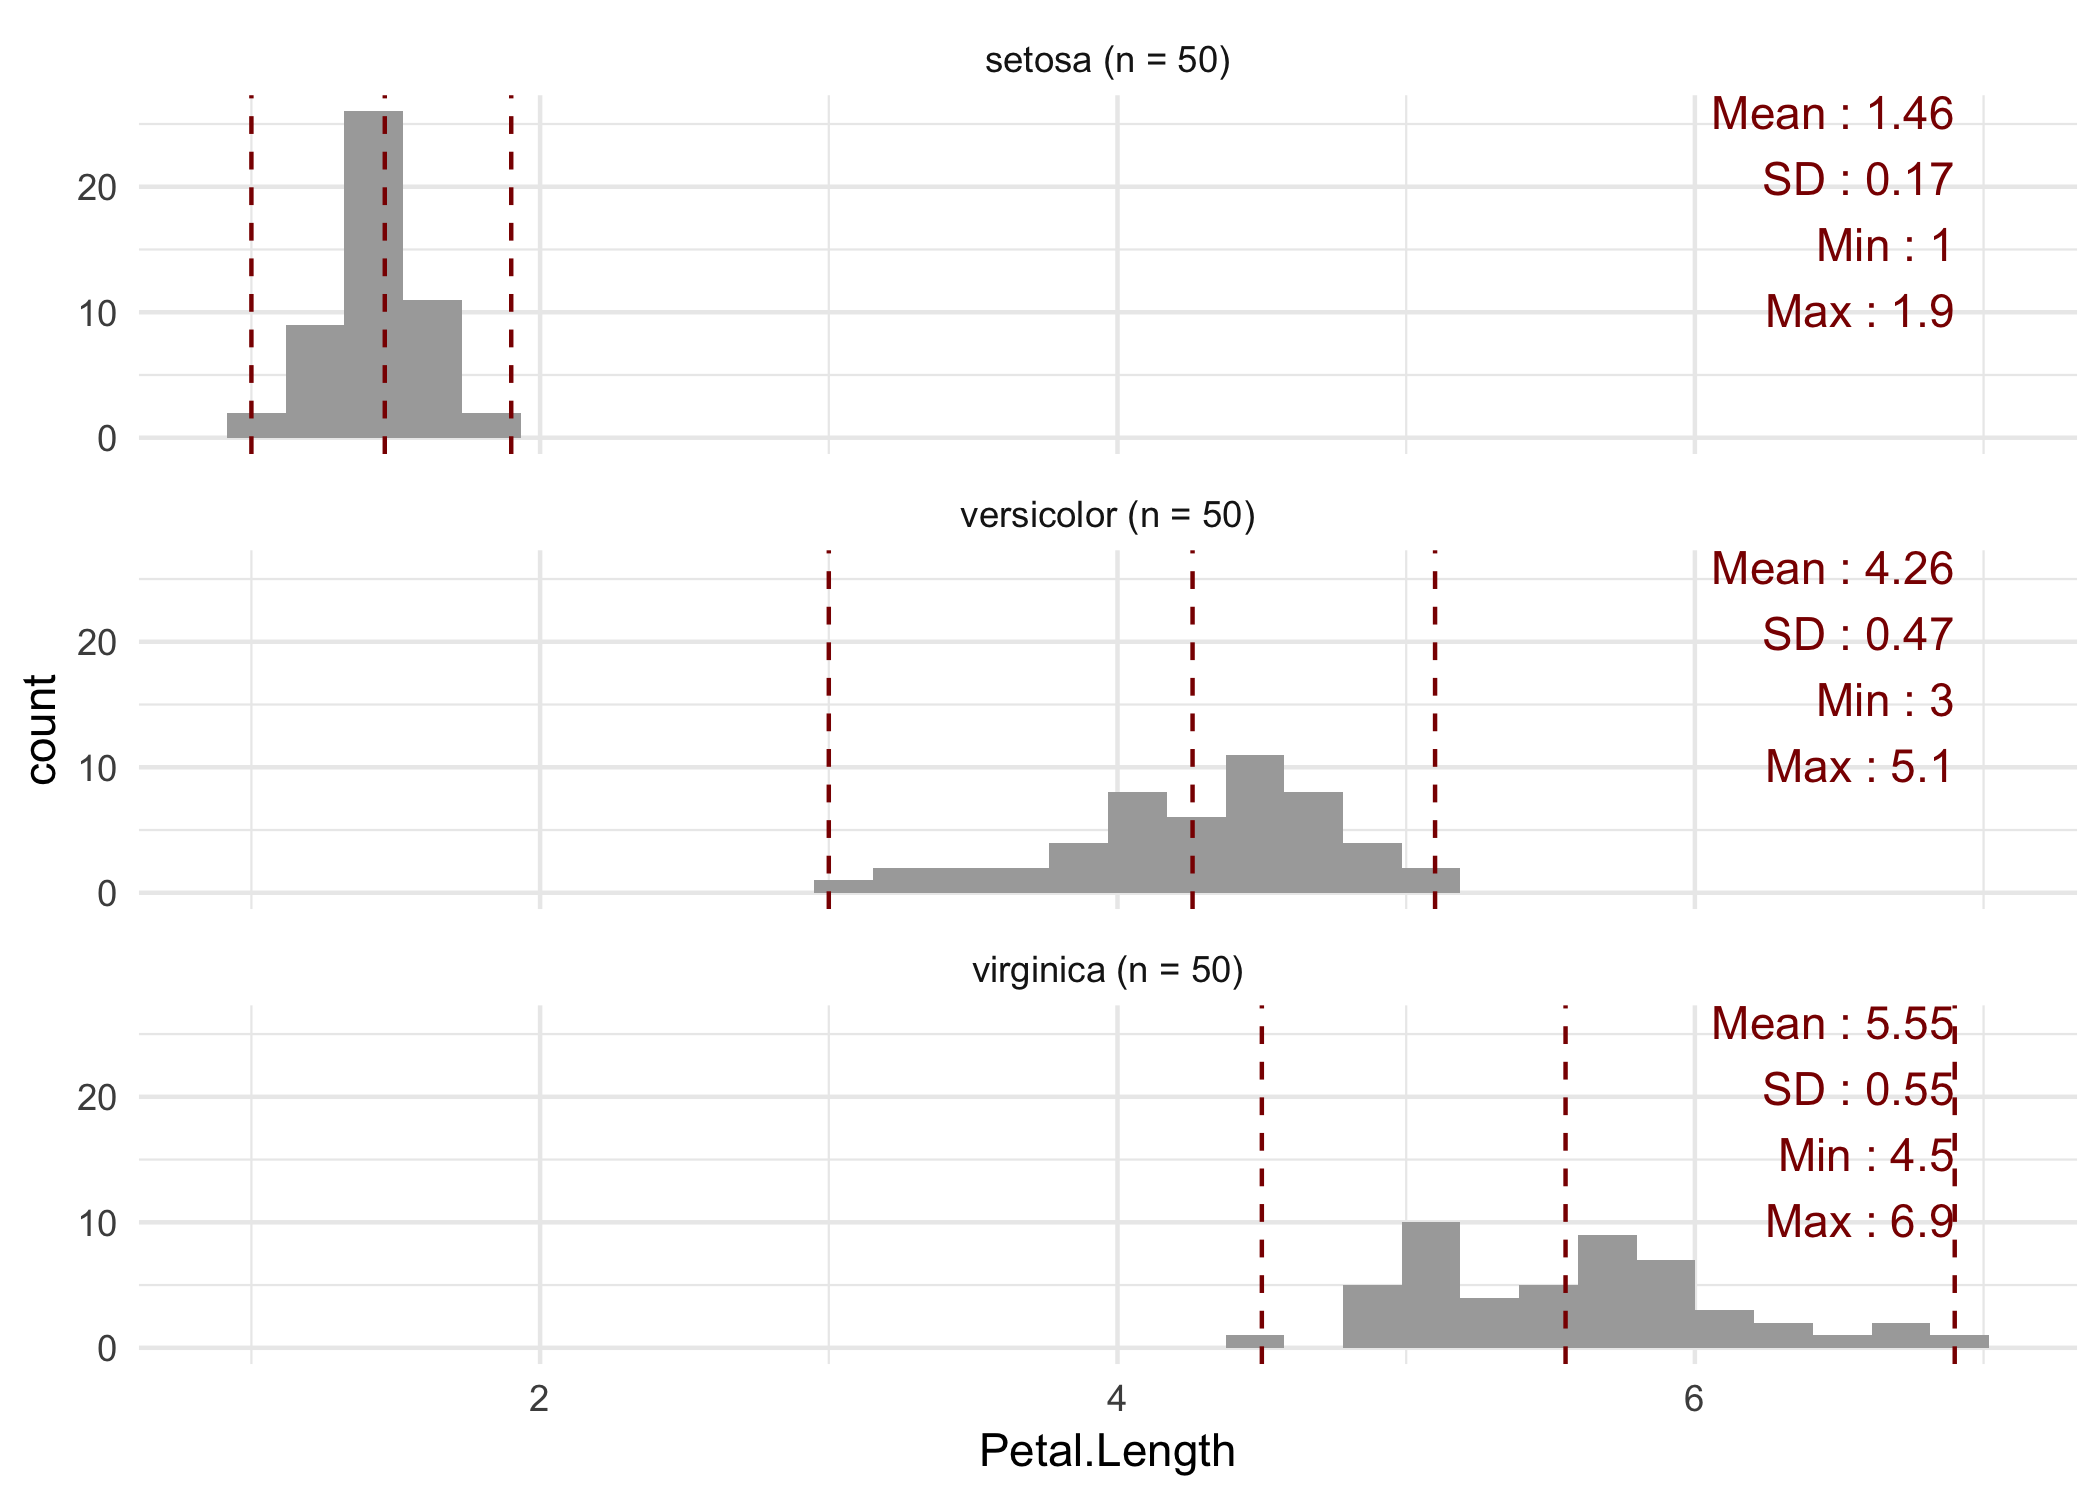 setosa (n = 50)
Mean : 1.46
SD : 0.17
Min : 1
Max : 1.9
20
10
0
versicolor (n = 50)
Mean : 4.26
SD : 0.47
Min : 3
Max : 5.1
20
10
0
count
virginica (n = 50)
Mean : 5.55
SD : 0.55
Min : 4.5
Max : 6.9
20
10
0
2 4 6
Petal.Length